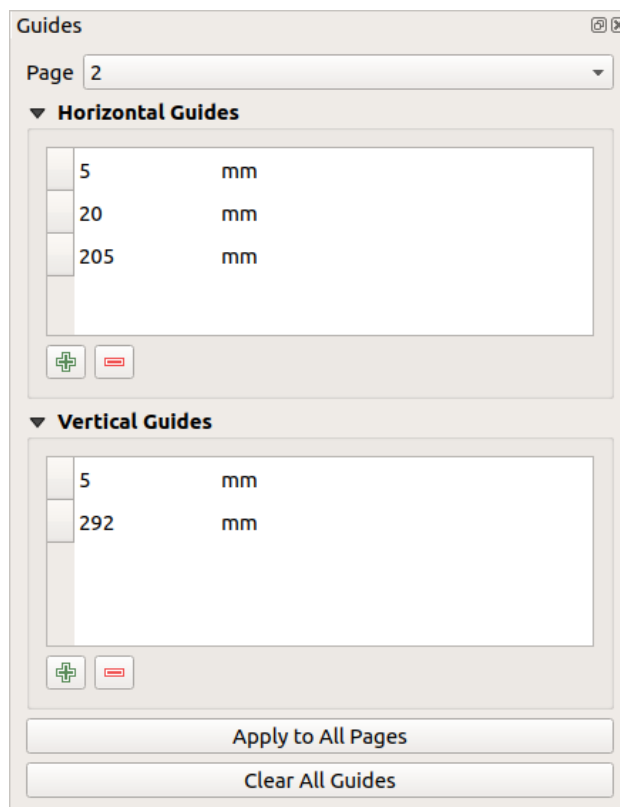 Guides
Page 2
Horizontal Guides
5 mm
20 mm
205 mm
Vertical Guides
5 mm
292 mm
Apply to All Pages
Clear All Guides